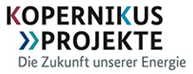 KOPERNIKUS
PROJEKTE
Die Zukunft unserer Energie